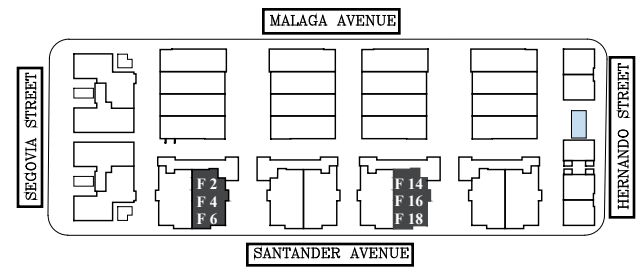 MALAGA AVENUE
SEGOVIA STREET
HERNANDO STREET
F 2
F 4
F 6
F 14
F 16
F 18
SANTANDER AVENUE